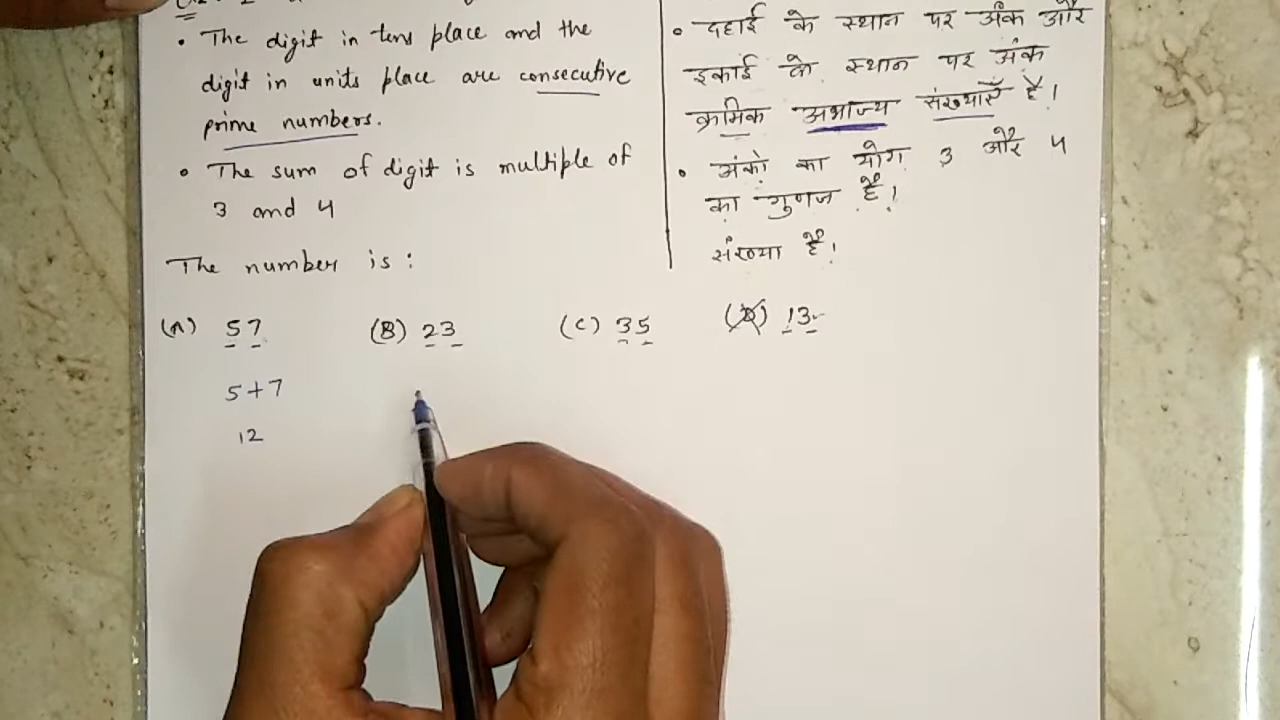 • The digit in tens place and the
digit in units place are consecutive
prime numbers.
• The sum of digit is multiple of
3 and 4
The number is :
• दहाई के स्थान पर अंक और
इकाई के स्थान पर अंक
क्रमिक अभाज्य संख्याएँ है।
• अंको का योग 3 और 4
का गुणज है।
संख्या है।
(A) 57 (B) 23 (C) 35 (D) 13
5+7
12